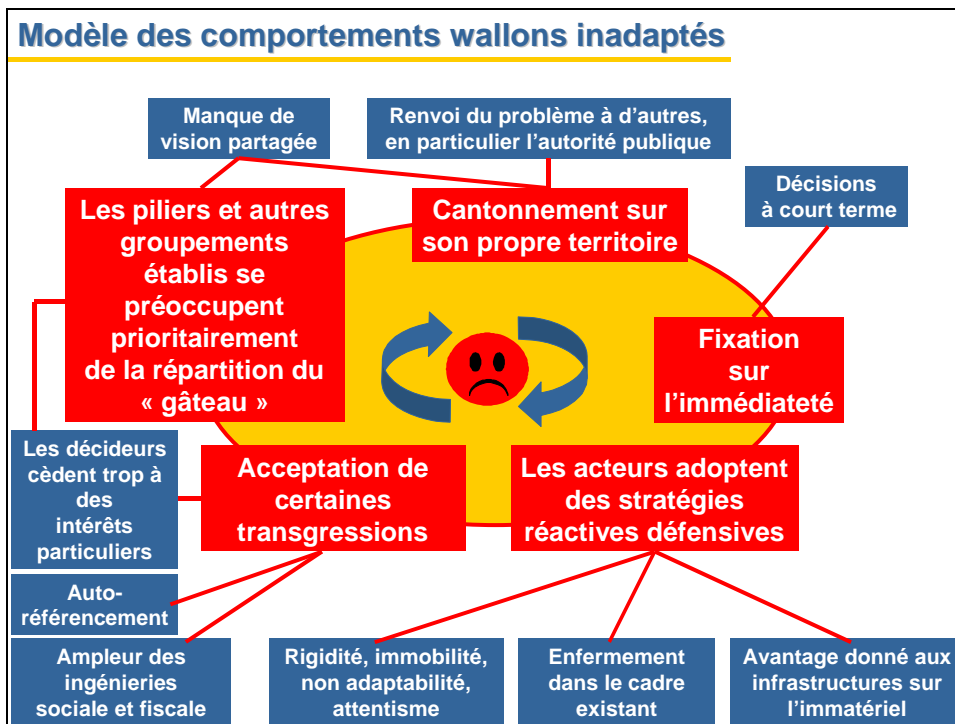 Modèle des comportements wallons inadaptés
Manque de
vision partagée
Renvoi du problème à d'autres,
en particulier l'autorité publique
Décisions
à court terme
Les piliers et autres
groupements
établis se
préoccupent
prioritairement
de la répartition du
« gâteau »
Cantonnement sur
son propre territoire
Fixation
sur
l'immédiateté
Les décideurs
cèdent trop à
des
intérêts
particuliers
Acceptation de
certaines
transgressions
Les acteurs adoptent
des stratégies
réactives défensives
Auto-
référencement
Ampleur des
ingénieries
sociale et fiscale
Rigidité, immobilité,
non adaptabilité,
attentisme
Enfermement
dans le cadre
existant
Avantage donné aux
infrastructures sur
l'immatériel